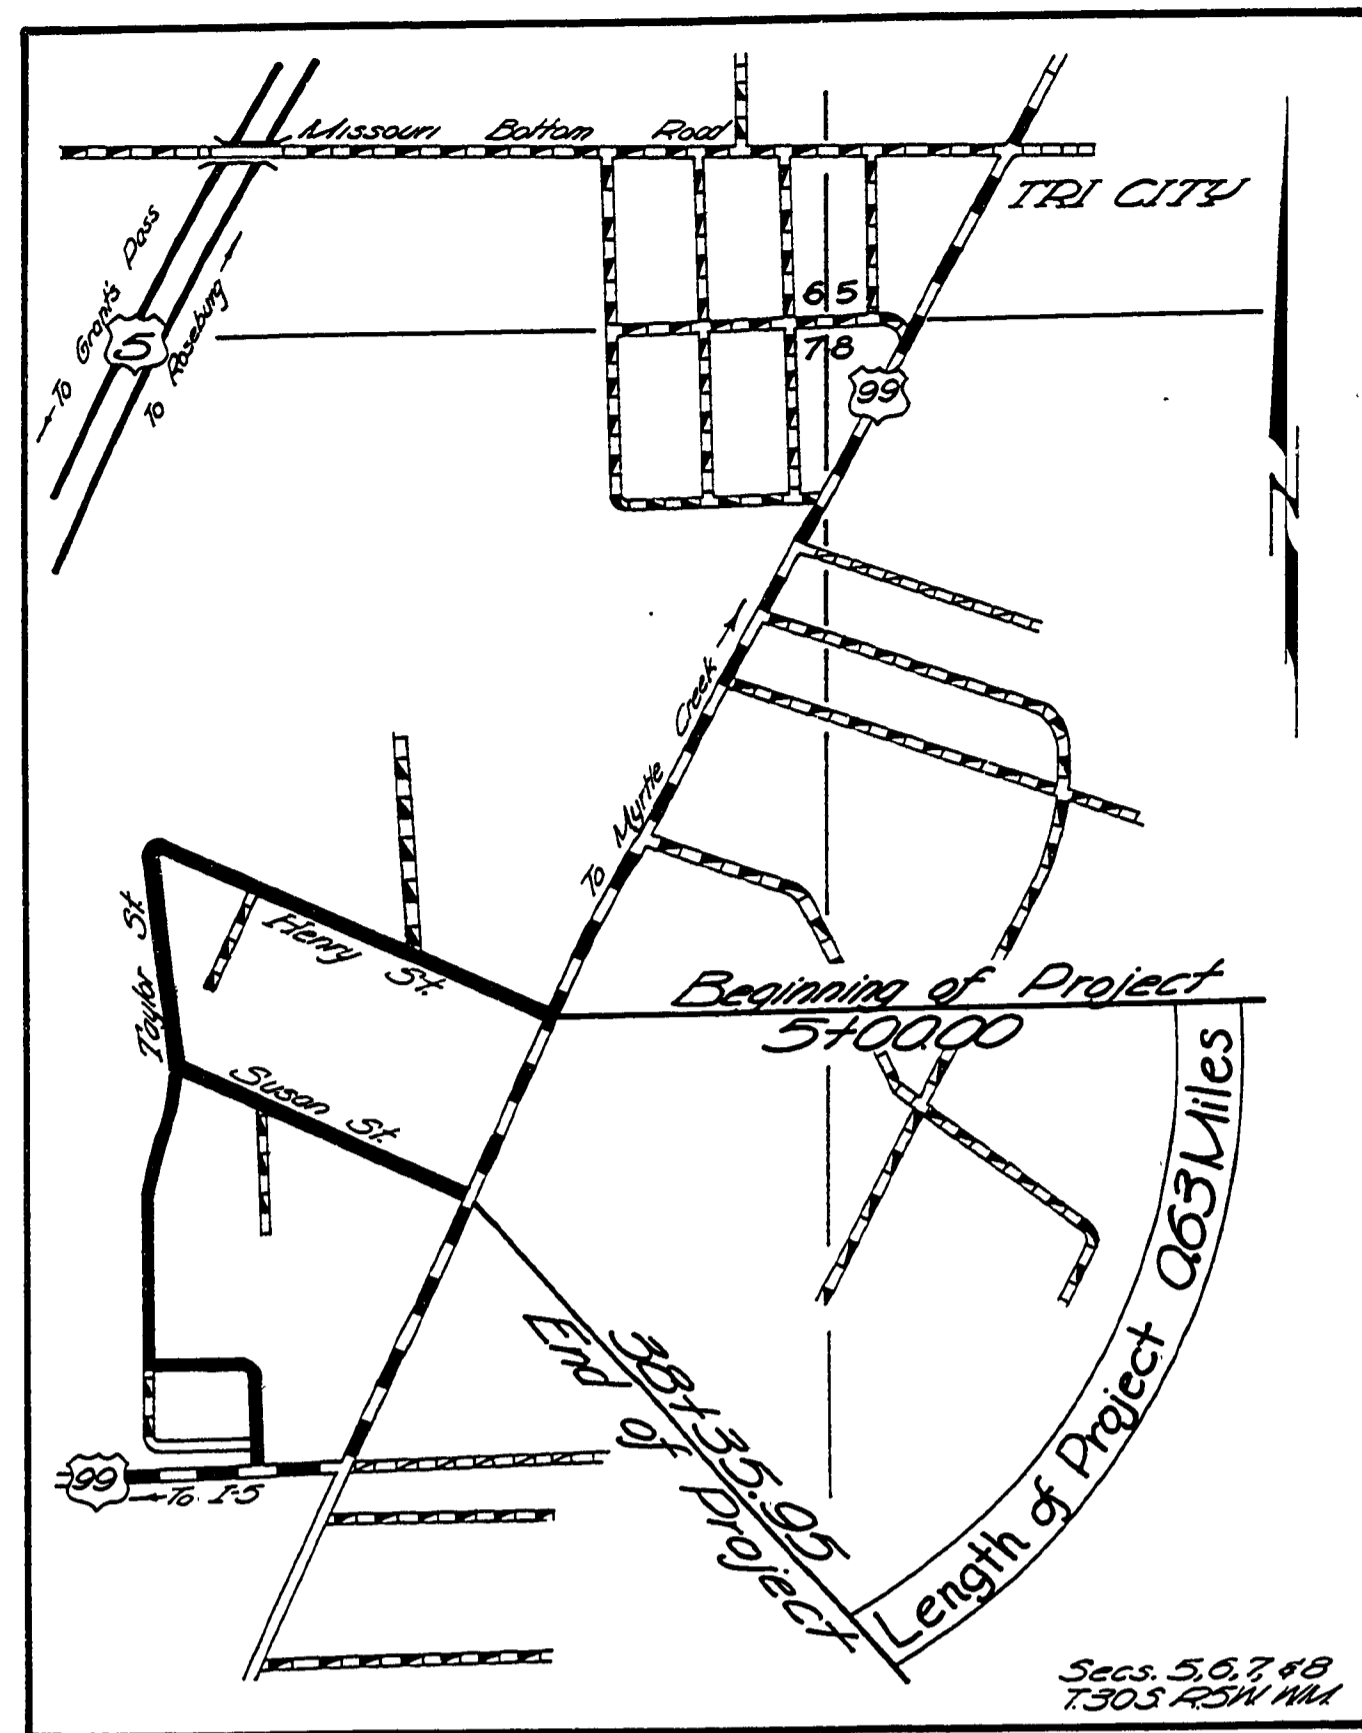 Missouri Bottom Road
TRI CITY
← To Grant's Pass
5
To Roseburg →
6 5
7 8
99
To Myrtle Creek →
Taylor St.
Henry St.
Susan St.
Beginning of Project
5+00.00
Length of Project 0.63 Miles
38+35.95
End of Project
99
← To I-5
N
Secs. 5,6,7, & 8
T.30S R.5W W.M.